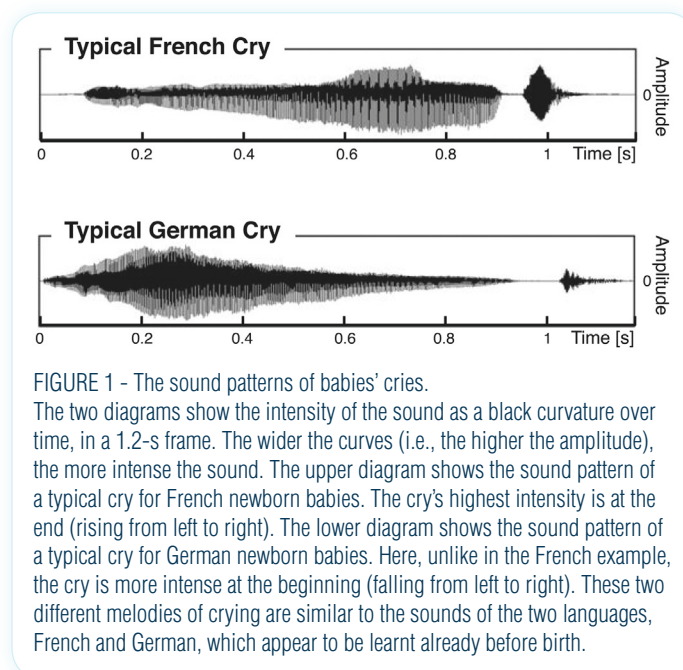 Typical French Cry
Amplitude
0
0 0.2 0.4 0.6 0.8 1 Time [s]
Typical German Cry
Amplitude
0
0 0.2 0.4 0.6 0.8 1 Time [s]
FIGURE 1 - The sound patterns of babies’ cries.
The two diagrams show the intensity of the sound as a black curvature over
time, in a 1.2-s frame. The wider the curves (i.e., the higher the amplitude),
the more intense the sound. The upper diagram shows the sound pattern of
a typical cry for French newborn babies. The cry’s highest intensity is at the
end (rising from left to right). The lower diagram shows the sound pattern of
a typical cry for German newborn babies. Here, unlike in the French example,
the cry is more intense at the beginning (falling from left to right). These two
different melodies of crying are similar to the sounds of the two languages,
French and German, which appear to be learnt already before birth.